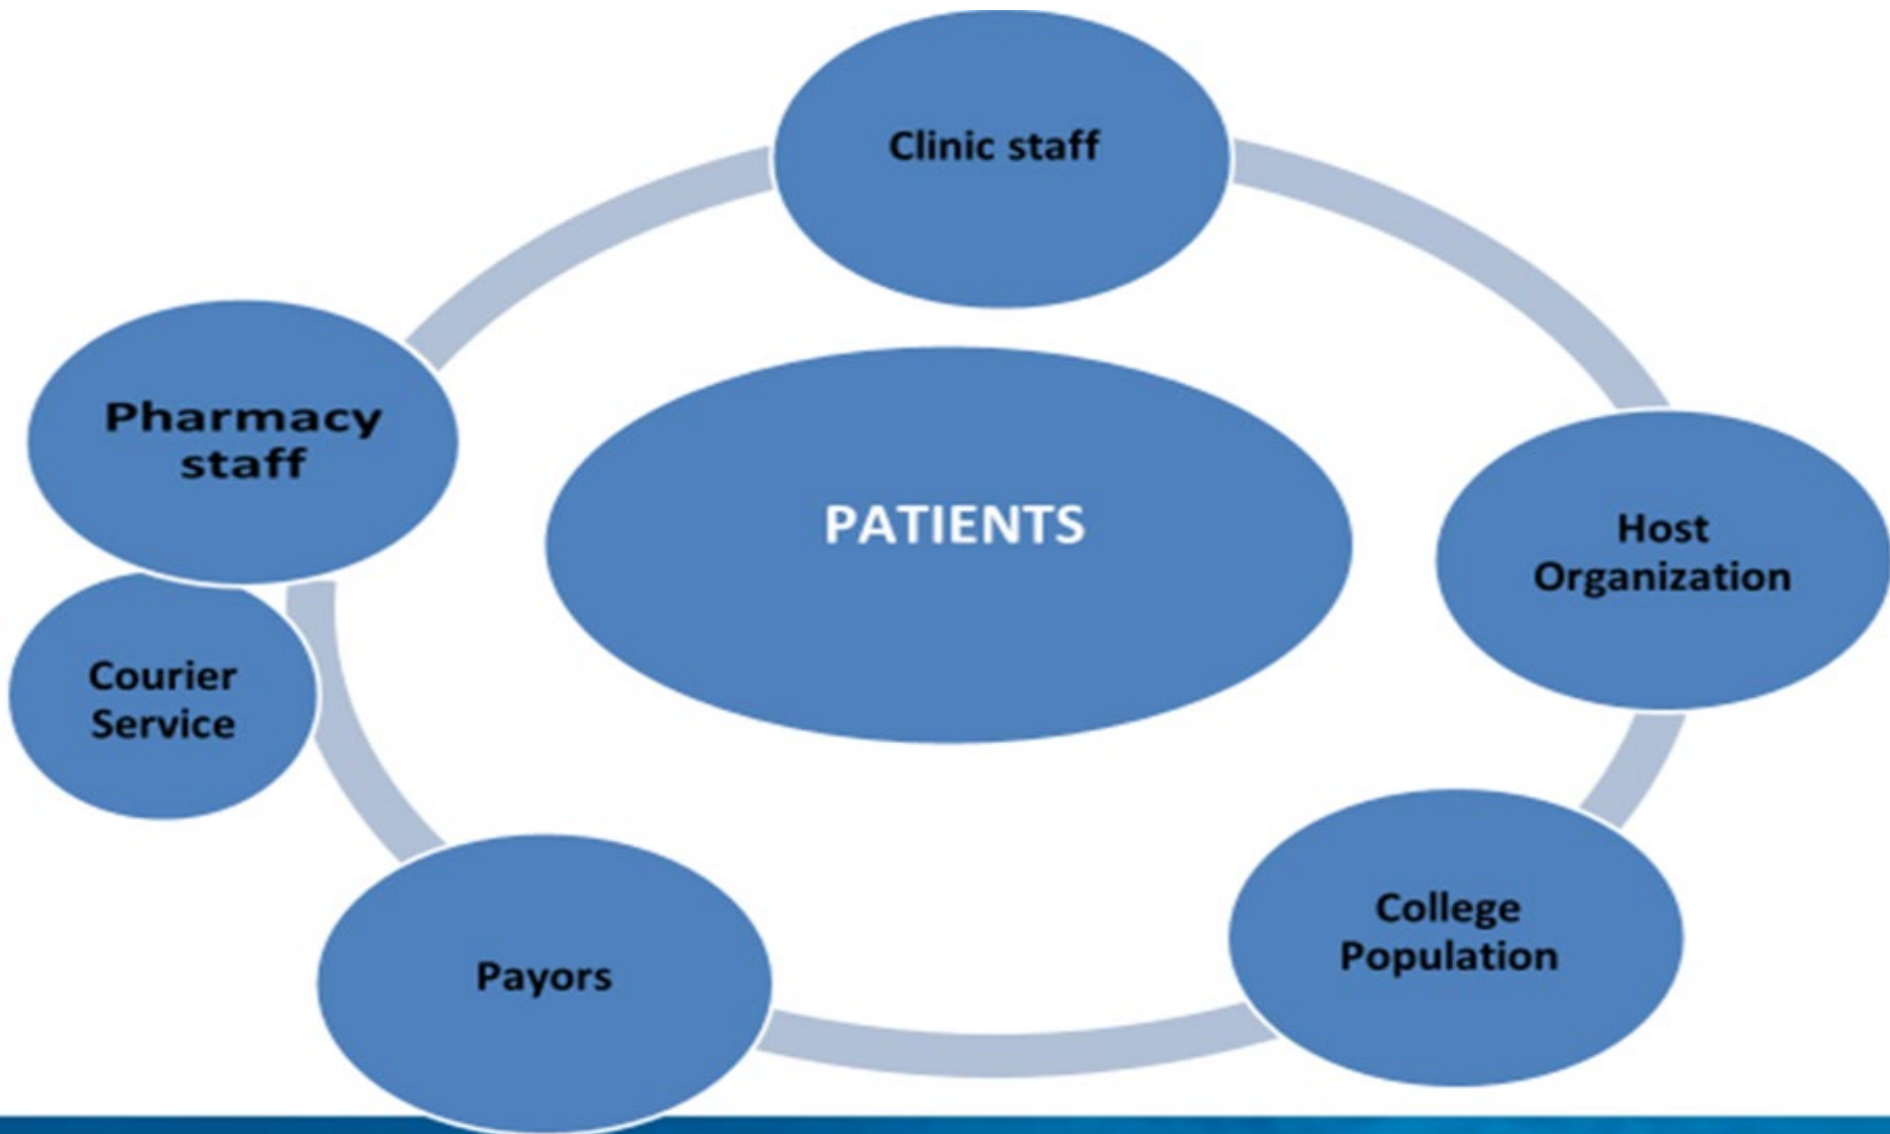 Clinic staff
Pharmacy
staff
PATIENTS
Host
Organization
Courier
Service
College
Population
Payors